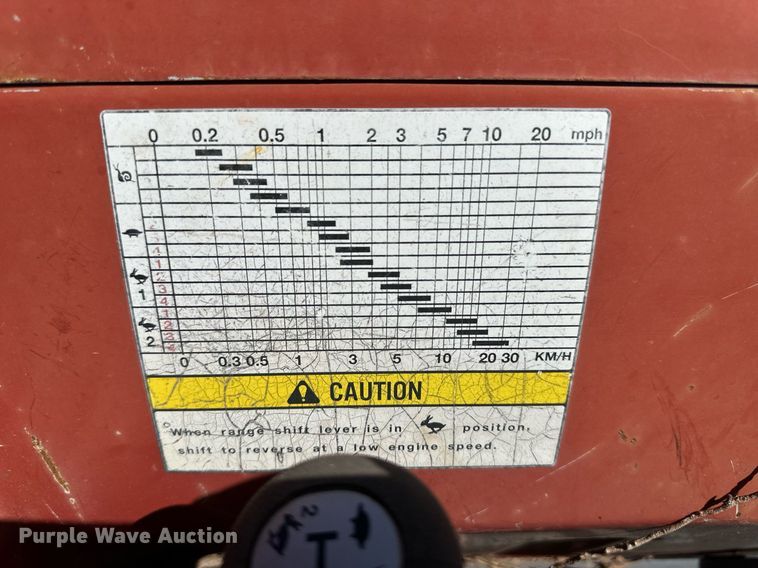 0 0.2 0.5 1 2 3 5 7 10 20 mph
4
1
2
3
1
4
1
2
3
2
0 0.3 0.5 1 3 5 10 20 30 KM/H
CAUTION
When range shift lever is in position,
shift to reverse at a low engine speed.
2
Purple Wave Auction